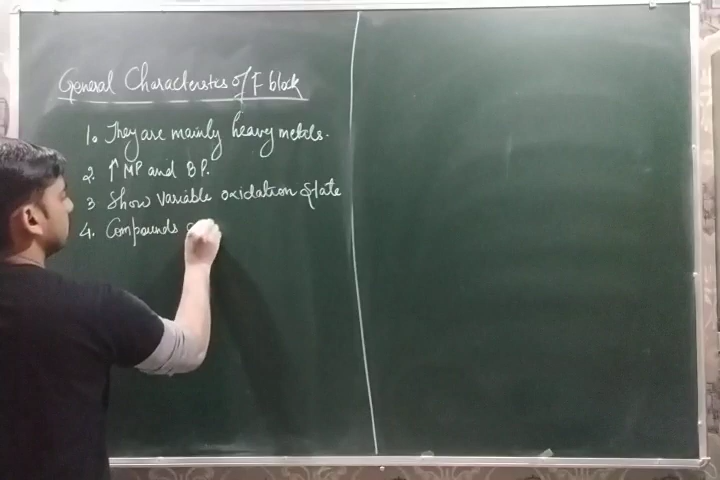 General Characterstics of F block
1. They are mainly heavy metals.
2. ↑ MP and BP.
3 Show variable oxidation state
4. Compounds